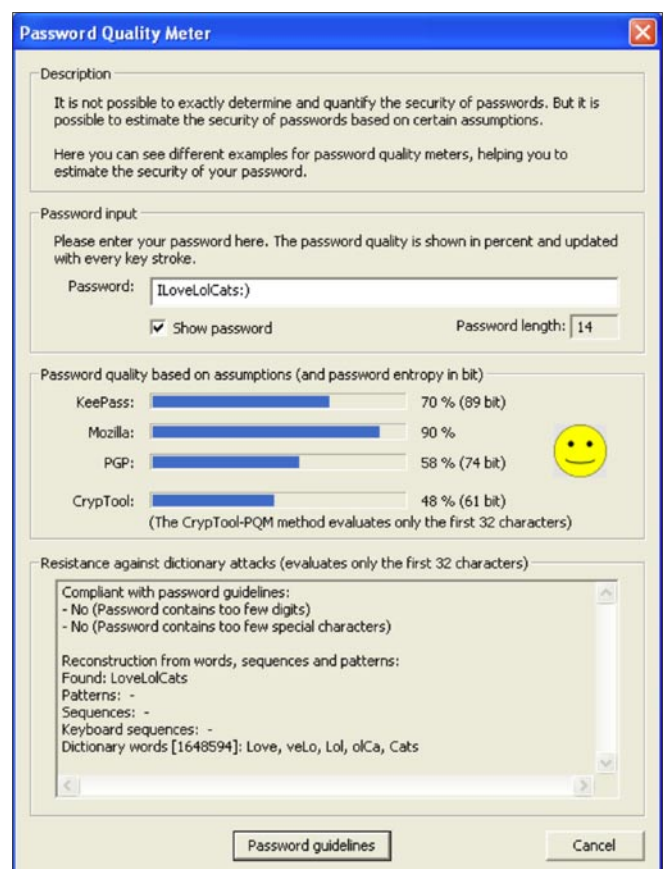 Password Quality Meter
Description
It is not possible to exactly determine and quantify the security of passwords. But it is
possible to estimate the security of passwords based on certain assumptions.
Here you can see different examples for password quality meters, helping you to
estimate the security of your password.
Password input
Please enter your password here. The password quality is shown in percent and updated
with every key stroke.
Password: ILoveLolCats:)
Show password Password length: 14
Password quality based on assumptions (and password entropy in bit)
KeePass: 70 % (89 bit)
Mozilla: 90 %
PGP: 58 % (74 bit)
CrypTool: 48 % (61 bit)
(The CrypTool-PQM method evaluates only the first 32 characters)
Resistance against dictionary attacks (evaluates only the first 32 characters)
Compliant with password guidelines:
- No (Password contains too few digits)
- No (Password contains too few special characters)
Reconstruction from words, sequences and patterns:
Found: LoveLolCats
Patterns: -
Sequences: -
Keyboard sequences: -
Dictionary words [1648594]: Love, veLo, Lol, olCa, Cats
Password guidelines Cancel